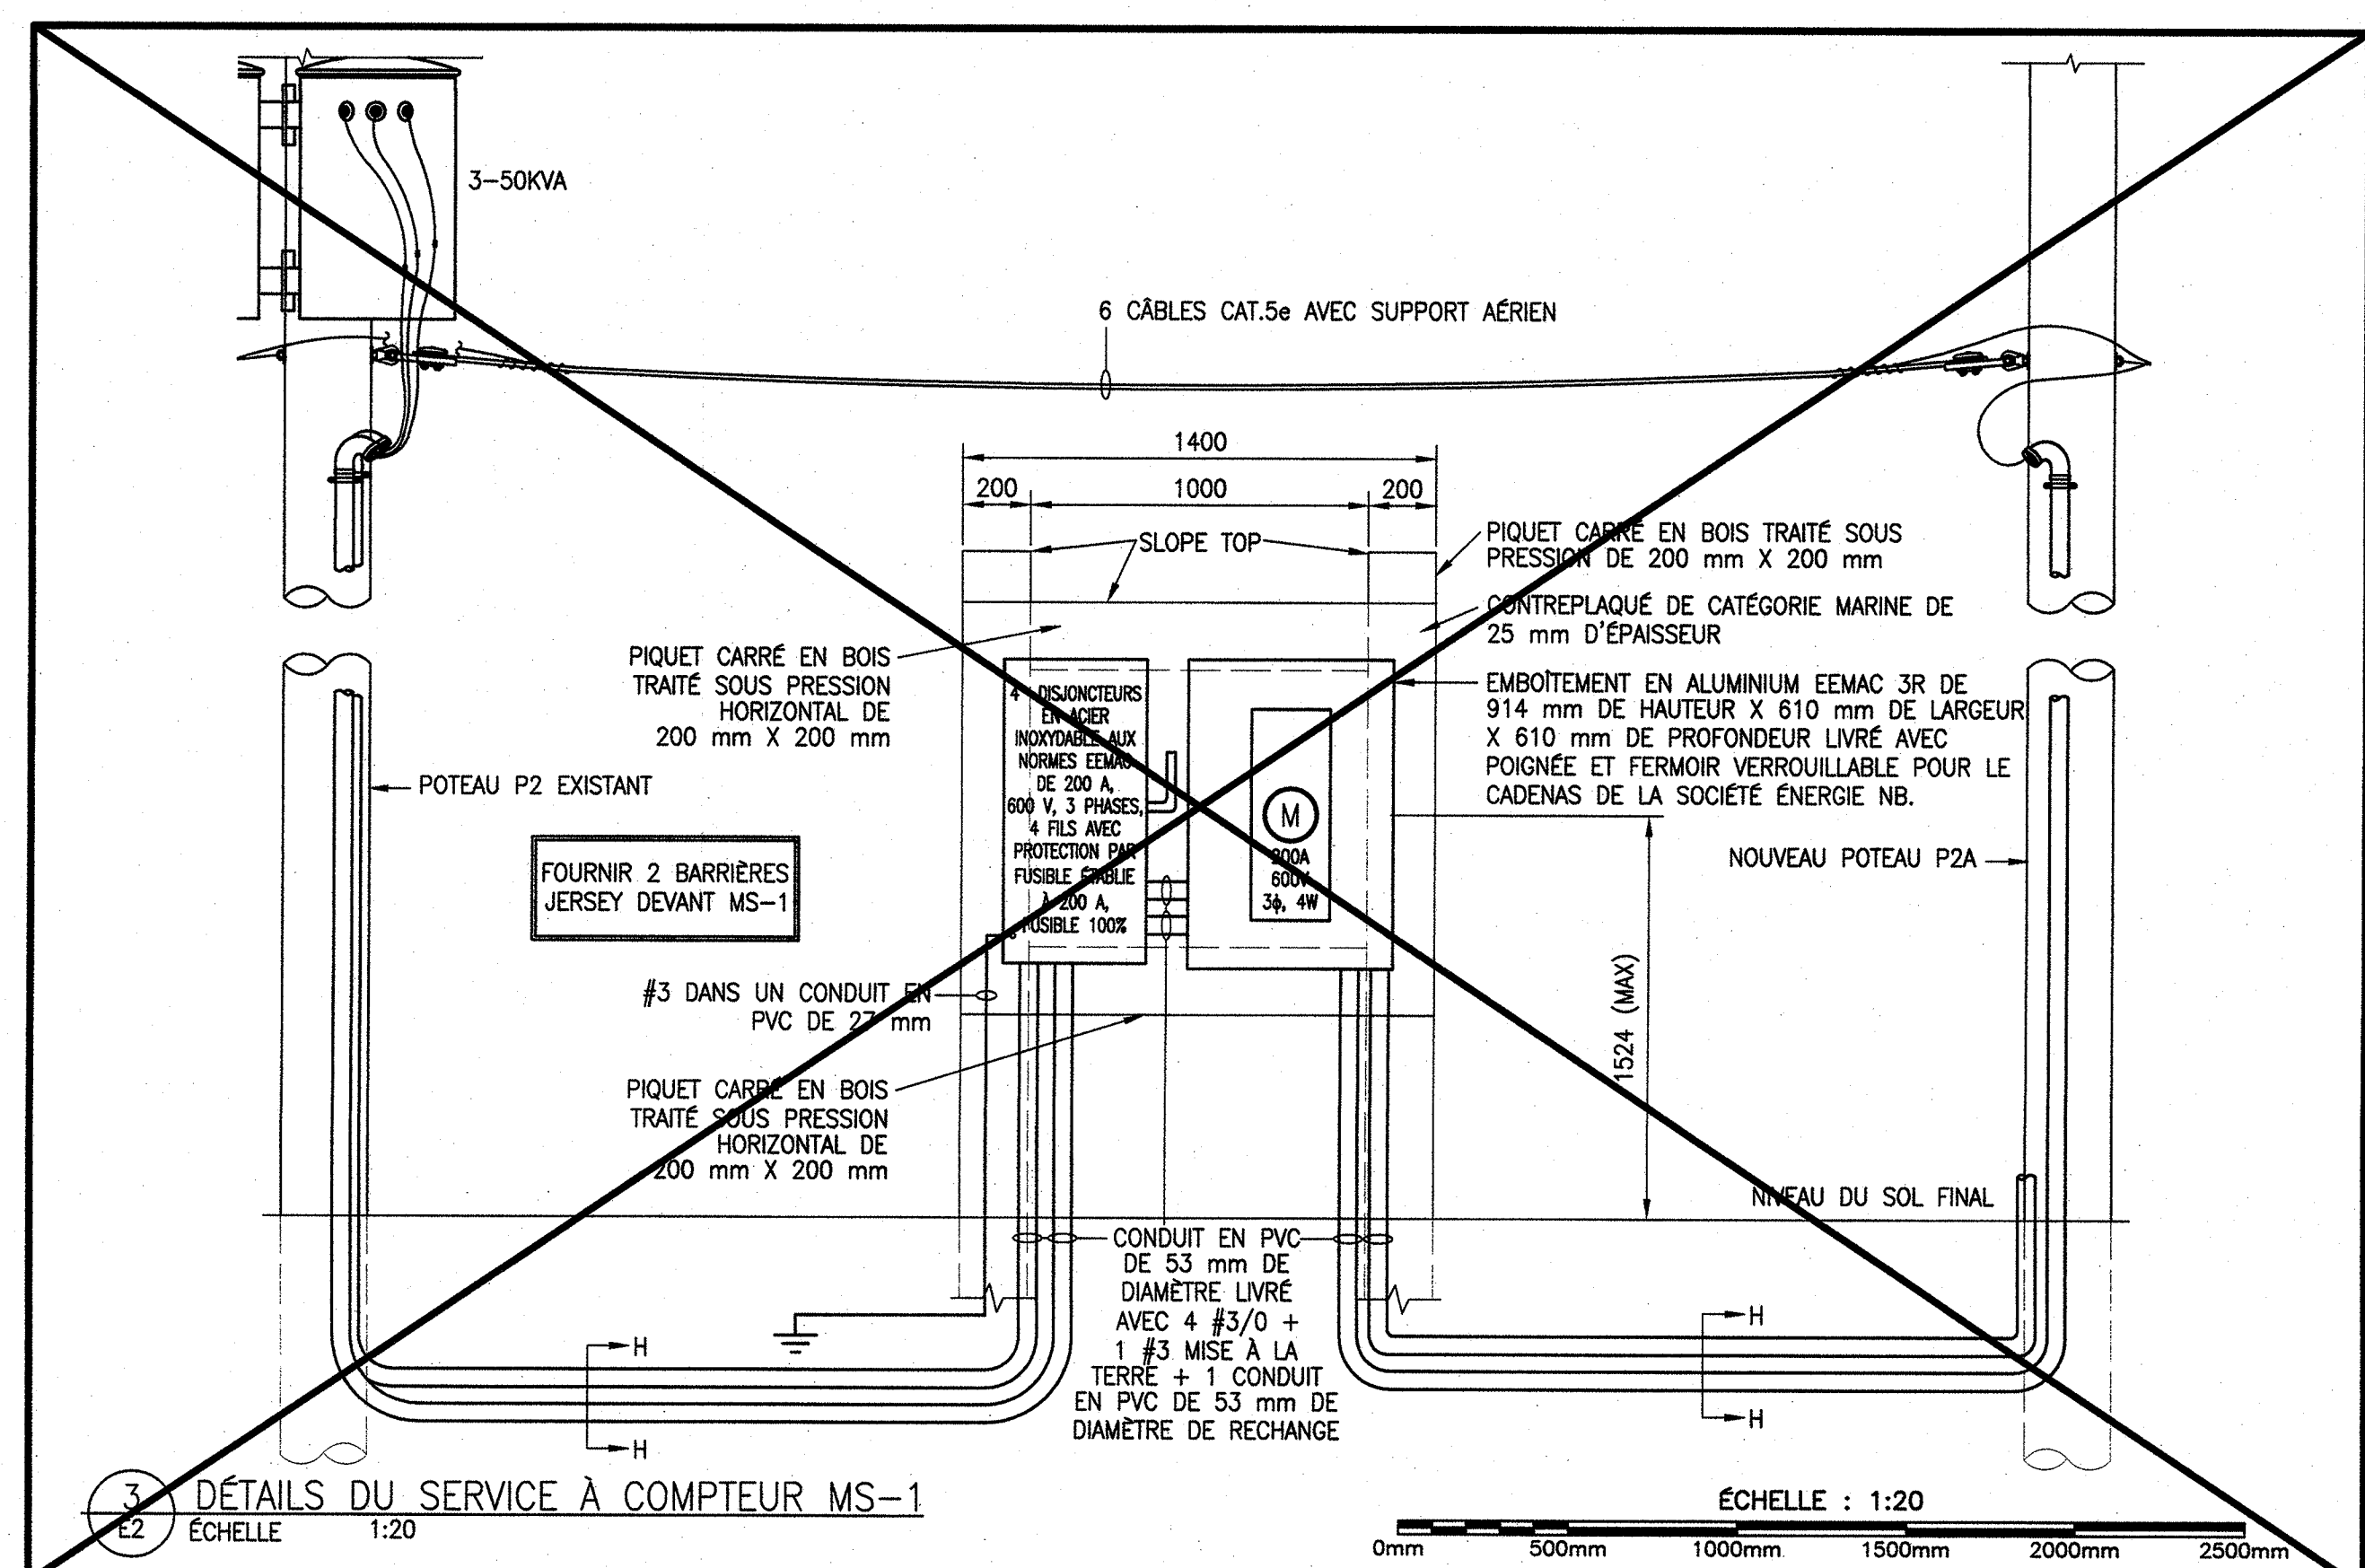 3-50KVA
6 CÂBLES CAT.5e AVEC SUPPORT AÉRIEN
1400
200
1000
200
SLOPE TOP
PIQUET CARRÉ EN BOIS TRAITÉ SOUS
PRESSION DE 200 mm X 200 mm
CONTREPLAQUÉ DE CATÉGORIE MARINE DE
25 mm D'ÉPAISSEUR
PIQUET CARRÉ EN BOIS
TRAITÉ SOUS PRESSION
HORIZONTAL DE
200 mm X 200 mm
EMBOÎTEMENT EN ALUMINIUM EEMAC 3R DE
914 mm DE HAUTEUR X 610 mm DE LARGEUR
X 610 mm DE PROFONDEUR LIVRÉ AVEC
POIGNÉE ET FERMOIR VERROUILLABLE POUR LE
CADENAS DE LA SOCIÉTÉ ÉNERGIE NB.
4 DISJONCTEURS
EN ACIER
INOXYDABLE AUX
NORMES EEMAC
DE 200 A,
600 V, 3 PHASES,
4 FILS AVEC
PROTECTION PAR
FUSIBLE ÉTABLIE
À 200 A,
FUSIBLE 100%
M
200A
600V
3ϕ, 4W
POTEAU P2 EXISTANT
FOURNIR 2 BARRIÈRES
JERSEY DEVANT MS-1
NOUVEAU POTEAU P2A
#3 DANS UN CONDUIT EN
PVC DE 27 mm
1524 (MAX)
PIQUET CARRÉ EN BOIS
TRAITÉ SOUS PRESSION
HORIZONTAL DE
200 mm X 200 mm
NIVEAU DU SOL FINAL
CONDUIT EN PVC
DE 53 mm DE
DIAMÈTRE LIVRÉ
AVEC 4 #3/0 +
1 #3 MISE À LA
TERRE + 1 CONDUIT
EN PVC DE 53 mm DE
DIAMÈTRE DE RECHANGE
H
H
H
H
3
E2
DÉTAILS DU SERVICE À COMPTEUR MS-1
ÉCHELLE 1:20
ÉCHELLE : 1:20
0mm 500mm 1000mm 1500mm 2000mm 2500mm